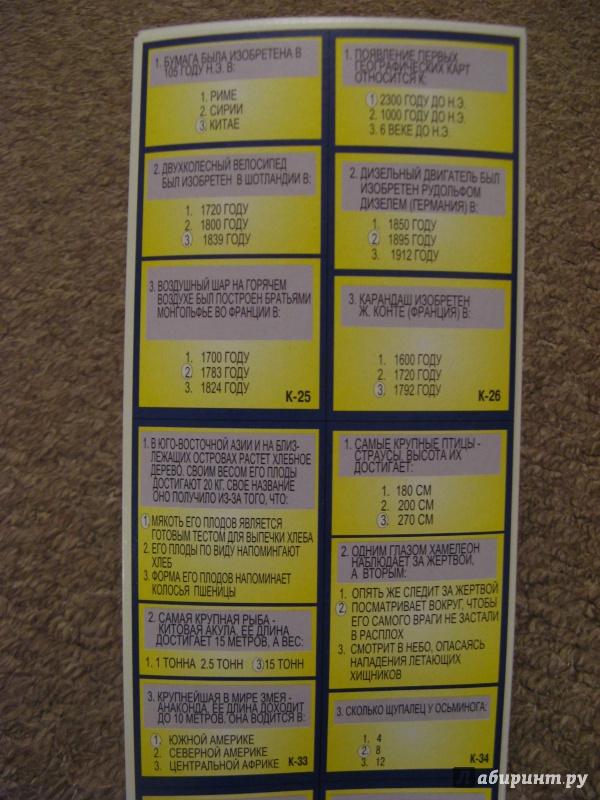 1. БУМАГА БЫЛА ИЗОБРЕТЕНА В
105 ГОДУ Н.Э. В:
1. РИМЕ
2. СИРИИ
3. КИТАЕ
2. ДВУХКОЛЕСНЫЙ ВЕЛОСИПЕД
БЫЛ ИЗОБРЕТЕН В ШОТЛАНДИИ В:
1. 1720 ГОДУ
2. 1800 ГОДУ
3. 1839 ГОДУ
3. ВОЗДУШНЫЙ ШАР НА ГОРЯЧЕМ
ВОЗДУХЕ БЫЛ ПОСТРОЕН БРАТЬЯМИ
МОНГОЛЬФЬЕ ВО ФРАНЦИИ В:
1. 1700 ГОДУ
2. 1783 ГОДУ
3. 1824 ГОДУ
К-25
1. ПОЯВЛЕНИЕ ПЕРВЫХ
ГЕОГРАФИЧЕСКИХ КАРТ
ОТНОСИТСЯ К:
1 2300 ГОДУ ДО Н.Э.
2. 1000 ГОДУ ДО Н.Э.
3. 6 ВЕКЕ ДО Н.Э.
2. ДИЗЕЛЬНЫЙ ДВИГАТЕЛЬ БЫЛ
ИЗОБРЕТЕН РУДОЛЬФОМ
ДИЗЕЛЕМ (ГЕРМАНИЯ) В:
1. 1850 ГОДУ
2. 1895 ГОДУ
3. 1912 ГОДУ
3. КАРАНДАШ ИЗОБРЕТЕН
Ж. КОНТЕ (ФРАНЦИЯ) В:
1. 1600 ГОДУ
2. 1720 ГОДУ
3. 1792 ГОДУ
К-26
1. В ЮГО-ВОСТОЧНОЙ АЗИИ И НА БЛИЗ-
ЛЕЖАЩИХ ОСТРОВАХ РАСТЕТ ХЛЕБНОЕ
ДЕРЕВО. СВОИМ ВЕСОМ ЕГО ПЛОДЫ
ДОСТИГАЮТ 20 КГ. СВОЕ НАЗВАНИЕ
ОНО ПОЛУЧИЛО ИЗ-ЗА ТОГО, ЧТО:
1. МЯКОТЬ ЕГО ПЛОДОВ ЯВЛЯЕТСЯ
ГОТОВЫМ ТЕСТОМ ДЛЯ ВЫПЕЧКИ ХЛЕБА
2. ЕГО ПЛОДЫ ПО ВИДУ НАПОМИНГАЮТ
ХЛЕБ
3. ФОРМА ЕГО ПЛОДОВ НАПОМИНАЕТ
КОЛОСЬЯ ПШЕНИЦЫ
2. САМАЯ КРУПНАЯ РЫБА -
КИТОВАЯ АКУЛА, ЕЕ ДЛИНА
ДОСТИГАЕТ 15 МЕТРОВ, А ВЕС:
1. 1 ТОННА 2.5 ТОНН 3 15 ТОНН
3. КРУПНЕЙШАЯ В МИРЕ ЗМЕЯ -
АНАКОНДА, ЕЕ ДЛИНА ДОХОДИТ
ДО 10 МЕТРОВ. ОНА ВОДИТСЯ В:
1. ЮЖНОЙ АМЕРИКЕ
2. СЕВЕРНОЙ АМЕРИКЕ
3. ЦЕНТРАЛЬНОЙ АФРИКЕ
К-33
1. САМЫЕ КРУПНЫЕ ПТИЦЫ -
СТРАУСЫ, ВЫСОТА ИХ
ДОСТИГАЕТ:
1. 180 СМ
2. 200 СМ
3. 270 СМ
2. ОДНИМ ГЛАЗОМ ХАМЕЛЕОН
НАБЛЮДАЕТ ЗА ЖЕРТВОЙ,
А ВТОРЫМ:
1. ОПЯТЬ ЖЕ СЛЕДИТ ЗА ЖЕРТВОЙ
2. ПОСМАТРИВАЕТ ВОКРУГ, ЧТОБЫ
ЕГО САМОГО ВРАГИ НЕ ЗАСТАЛИ
В РАСПЛОХ
3. СМОТРИТ В НЕБО, ОПАСАЯСЬ
НАПАДЕНИЯ ЛЕТАЮЩИХ
ХИЩНИКОВ
3. СКОЛЬКО ЩУПАЛЕЦ У ОСЬМИНОГА:
1. 4
2. 8
3. 12
К-34
абиринт.ру